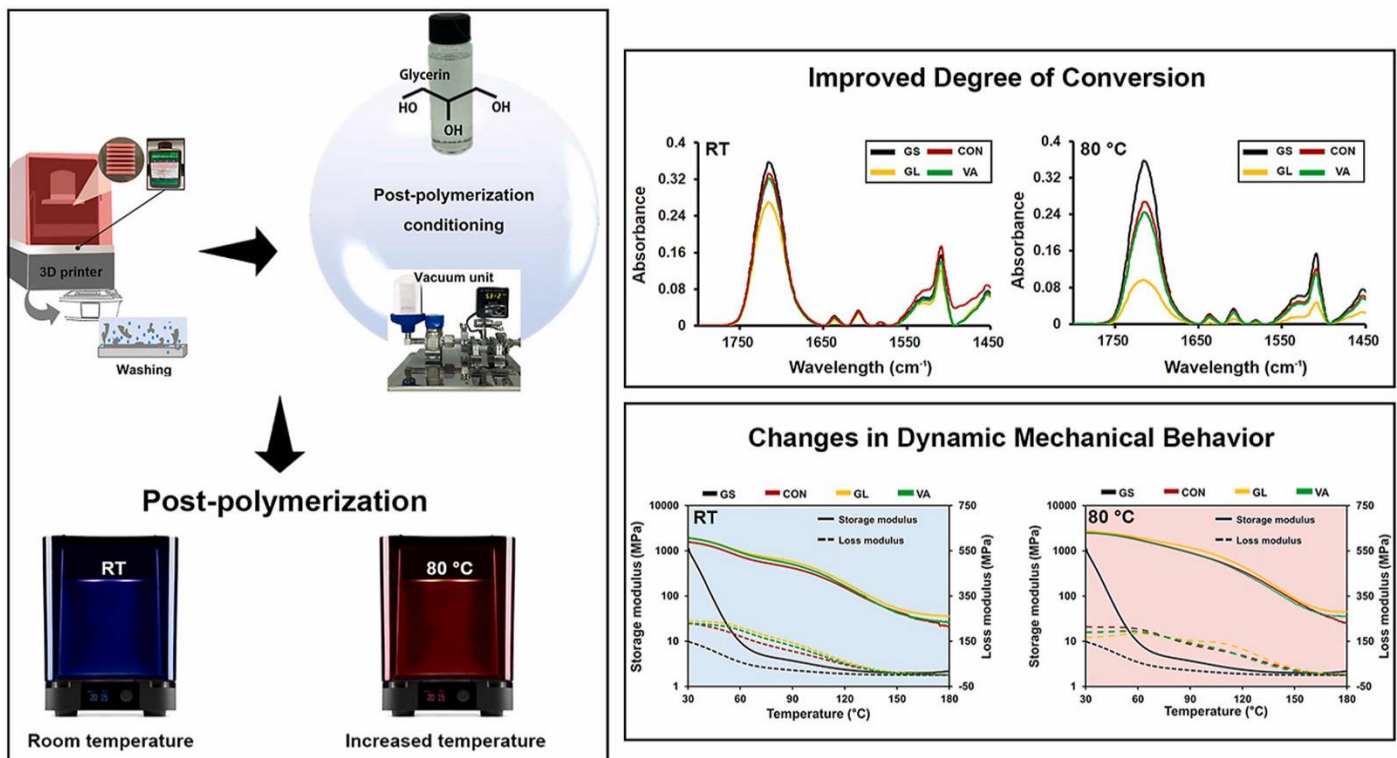 Glycerin
HO
OH
OH
Post-polymerization
conditioning
Vacuum unit
3D printer
Washing
Post-polymerization
RT
80 °C
Room temperature
Increased temperature
Improved Degree of Conversion
RT
GS
CON
GL
VA
Absorbance
0.4
0.32
0.24
0.16
0.08
0
1750
1650
1550
1450
Wavelength (cm-1)
80 °C
GS
CON
GL
VA
Absorbance
0.4
0.32
0.24
0.16
0.08
0
1750
1650
1550
1450
Wavelength (cm-1)
Changes in Dynamic Mechanical Behavior
GS CON GL VA
RT
Storage modulus
Loss modulus
Storage modulus (MPa)
10000
1000
100
10
1
Loss modulus (MPa)
750
550
350
150
-50
30 60 90 120 150 180
Temperature (°C)
GS CON GL VA
80 °C
Storage modulus
Loss modulus
Storage modulus (MPa)
10000
1000
100
10
1
Loss modulus (MPa)
750
550
350
150
-50
30 60 90 120 150 180
Temperature (°C)